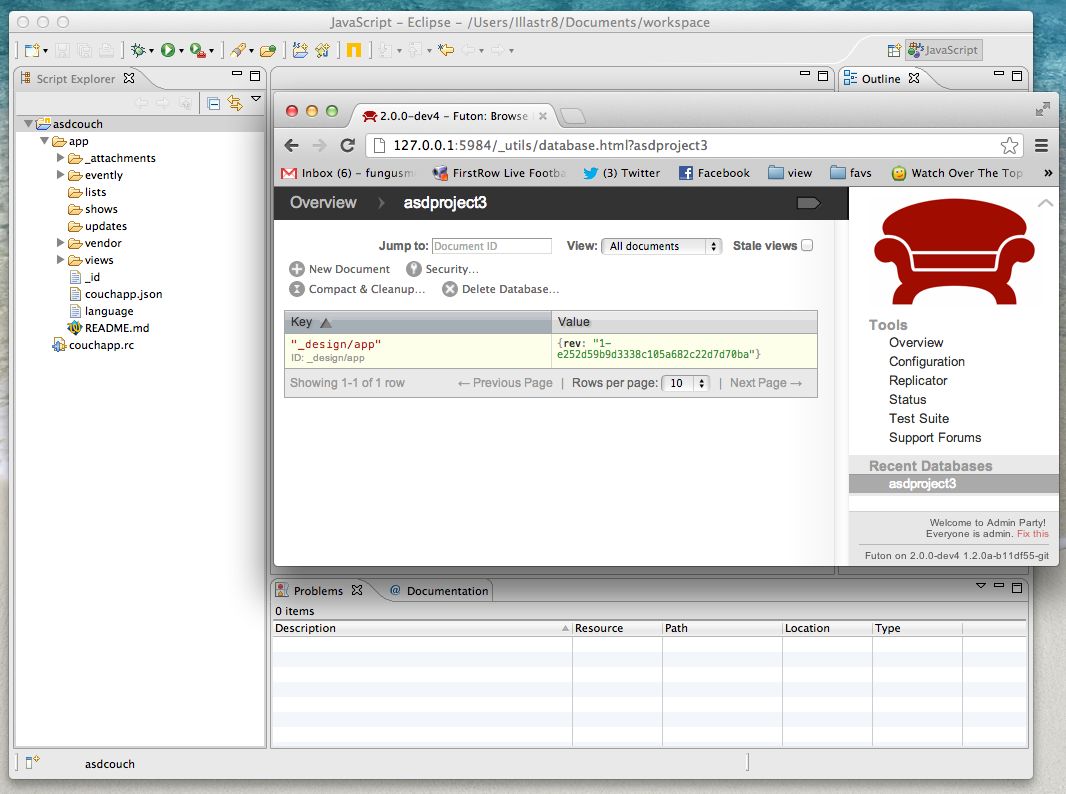 JavaScript – Eclipse – /Users/Illastr8/Documents/workspace
JavaScript
Script Explorer
Outline
asdcouch
app
_attachments
evently
lists
shows
updates
vendor
views
_id
couchapp.json
language
README.md
couchapp.rc
2.0.0-dev4 – Futon: Browse
127.0.0.1:5984/_utils/database.html?asdproject3
Inbox (6) – fungusm
FirstRow Live Footba
(3) Twitter
Facebook
view
favs
Watch Over The Top
»
Overview
asdproject3
Jump to: Document ID View: All documents Stale views
New Document Security…
Compact & Cleanup… Delete Database…
Key Value
"_design/app" {rev: "1-
ID: _design/app e252d59b9d3338c105a682c22d7d70ba"}
Showing 1-1 of 1 row ← Previous Page | Rows per page: 10 | Next Page →
Tools
Overview
Configuration
Replicator
Status
Test Suite
Support Forums
Recent Databases
asdproject3
Welcome to Admin Party!
Everyone is admin. Fix this
Futon on 2.0.0-dev4 1.2.0a-b11df55-git
Problems @ Documentation
0 items
Description Resource Path Location Type
asdcouch